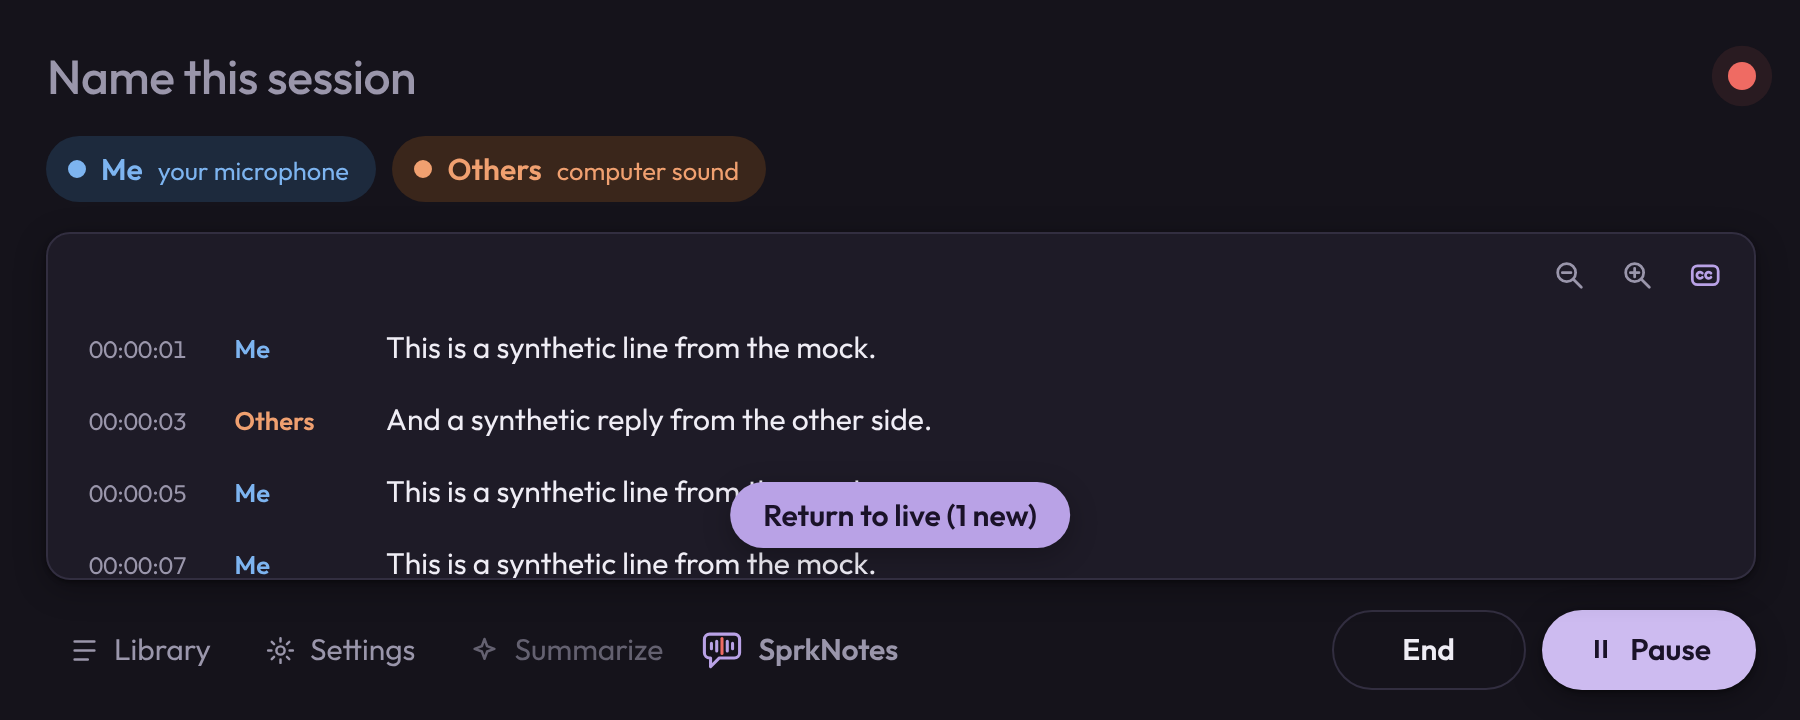 Name this session
Me your microphone
Others computer sound
CC
00:00:01 Me This is a synthetic line from the mock.
00:00:03 Others And a synthetic reply from the other side.
00:00:05 Me This is a synthetic line from
Return to live (1 new)
00:00:07 Me This is a synthetic line from the mock.
Library Settings Summarize SprkNotes End Pause